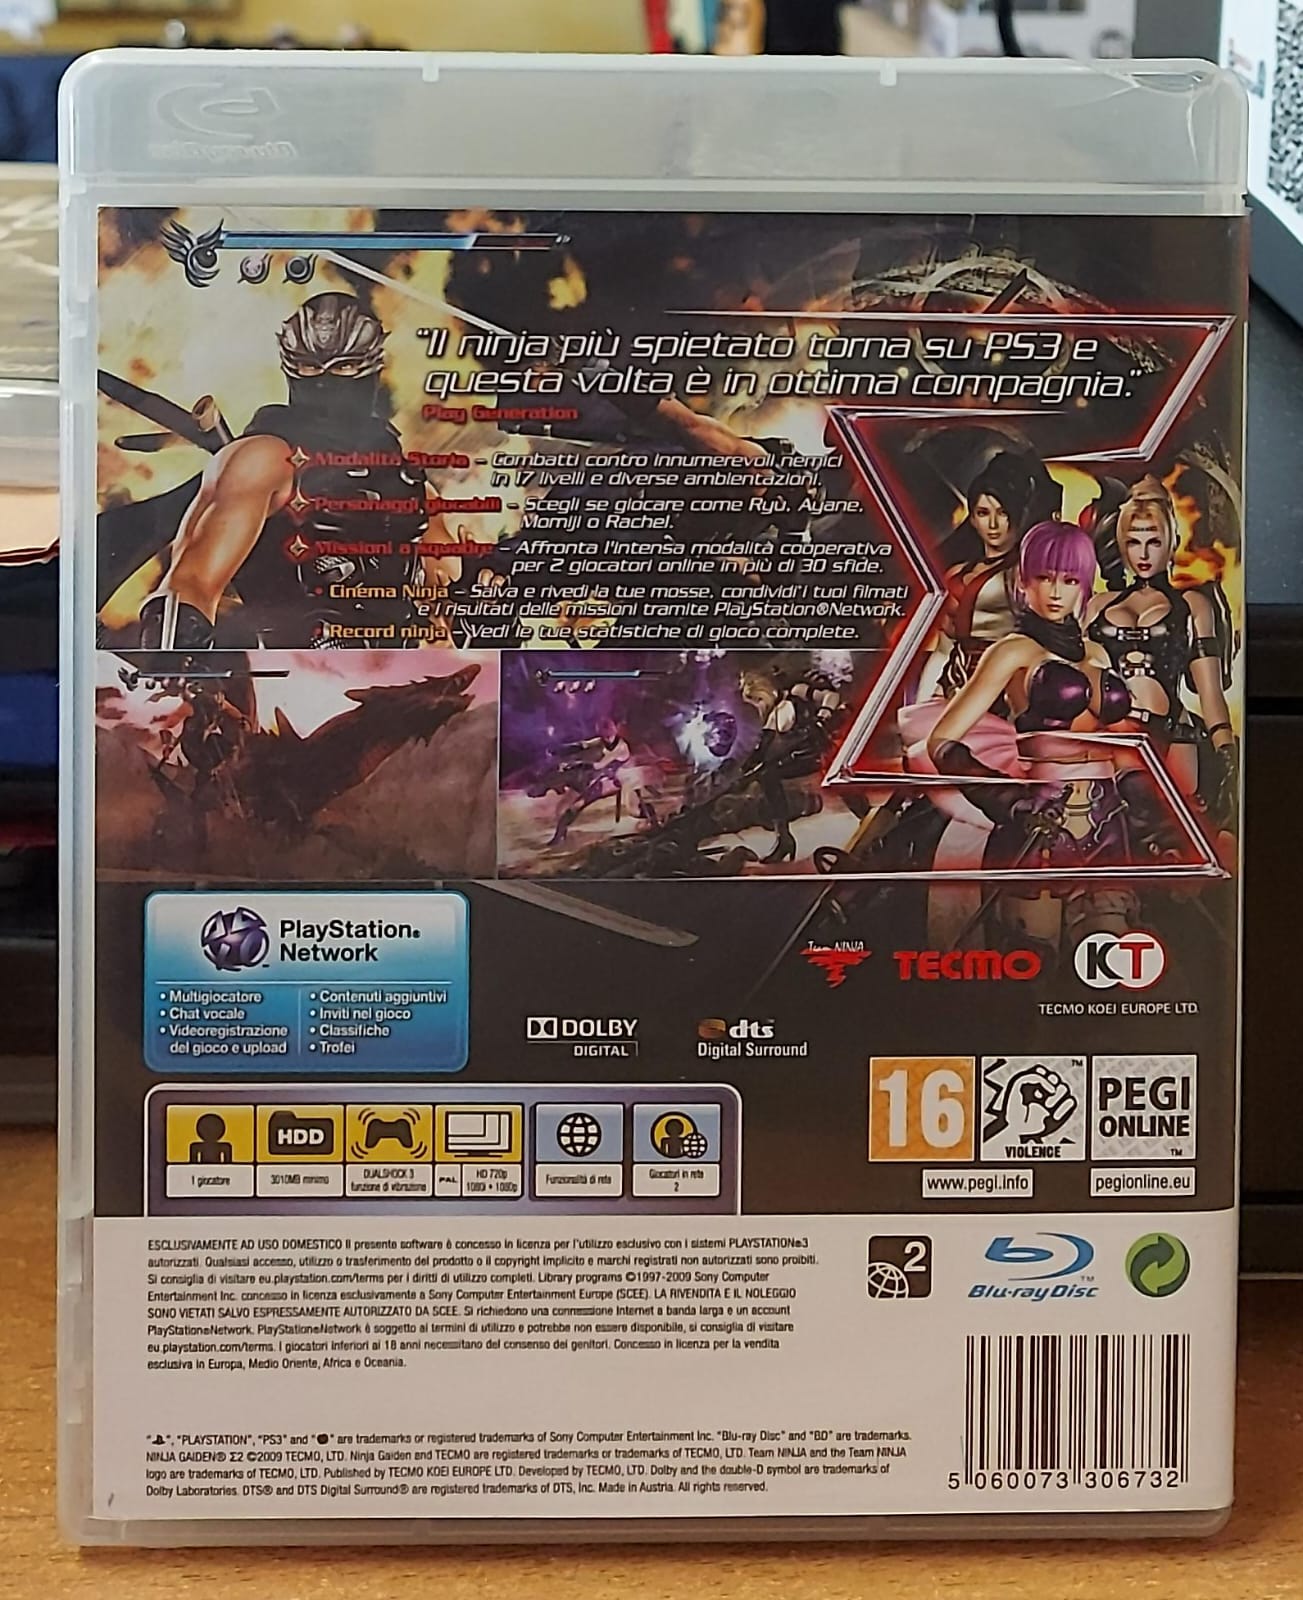 "Il ninja più spietato torna su PS3 e
questa volta è in ottima compagnia."
Play Generation
Modalità Storia – Combatti contro innumerevoli nemici
in 17 livelli e diverse ambientazioni.
Personaggi giocabili – Scegli se giocare come Ryù, Ayane,
Momiji o Rachel.
Missioni a squadre – Affronta l'intensa modalità cooperativa
per 2 giocatori online in più di 30 sfide.
Cinema Ninja – Salva e rivedi la tue mosse, condividi i tuoi filmati
e i risultati delle missioni tramite PlayStation®Network.
Record ninja – Vedi le tue statistiche di gioco complete.
PlayStation®
Network
• Multigiocatore
• Chat vocale
• Videoregistrazione
del gioco e upload
• Contenuti aggiuntivi
• Inviti nel gioco
• Classifiche
• Trofei
Team NINJA
TECMO
KT
TECMO KOEI EUROPE LTD.
DOLBY
DIGITAL
dts
Digital Surround
16
VIOLENCE
PEGI
ONLINE
TM
www.pegi.info
pegionline.eu
HDD
1 giocatore
3010MB minimo
DUALSHOCK 3
funzione di vibrazione
PAL
HD 720p
1080i • 1080p
Funzionalità di rete
Giocatori in rete
2
ESCLUSIVAMENTE AD USO DOMESTICO Il presente software è concesso in licenza per l'utilizzo esclusivo con i sistemi PLAYSTATION®3
autorizzati. Qualsiasi accesso, utilizzo o trasferimento del prodotto o il copyright implicito e marchi registrati non autorizzati sono proibiti.
Si consiglia di visitare eu.playstation.com/terms per i diritti di utilizzo completi. Library programs ©1997-2009 Sony Computer
Entertainment Inc. concesso in licenza esclusivamente a Sony Computer Entertainment Europe (SCEE). LA RIVENDITA E IL NOLEGGIO
SONO VIETATI SALVO ESPRESSAMENTE AUTORIZZATO DA SCEE. Si richiedono una connessione Internet a banda larga e un account
PlayStation®Network. PlayStation®Network è soggetto ai termini di utilizzo e potrebbe non essere disponibile, si consiglia di visitare
eu.playstation.com/terms. I giocatori inferiori ai 18 anni necessitano del consenso dei genitori. Concesso in licenza per la vendita
esclusiva in Europa, Medio Oriente, Africa e Oceania.
2
Blu-ray Disc
TM
"", "PLAYSTATION", "PS3" and "" are trademarks or registered trademarks of Sony Computer Entertainment Inc. "Blu-ray Disc" and "BD" are trademarks.
NINJA GAIDEN® Σ2 ©2009 TECMO, LTD. Ninja Gaiden and TECMO are registered trademarks or trademarks of TECMO, LTD. Team NINJA and the Team NINJA
logo are trademarks of TECMO, LTD. Published by TECMO KOEI EUROPE LTD. Developed by TECMO, LTD. Dolby and the double-D symbol are trademarks of
Dolby Laboratories. DTS® and DTS Digital Surround® are registered trademarks of DTS, Inc. Made in Austria. All rights reserved.
5 060073 306732